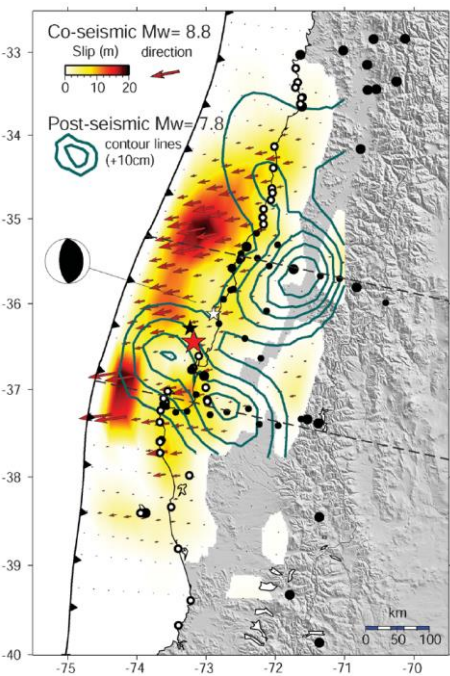 Co-seismic Mw= 8.8
Slip (m) direction
0 10 20
Post-seismic Mw= 7.8
contour lines
(+10cm)
-33
-34
-35
-36
-37
-38
-39
-40
km
0 50 100
-75 -74 -73 -72 -71 -70